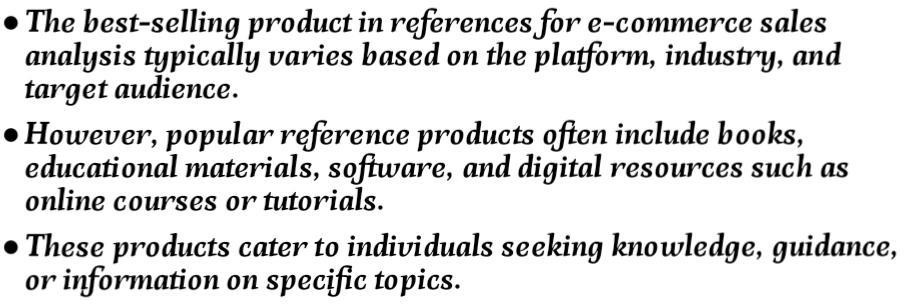 • The best-selling product in references for e-commerce sales
analysis typically varies based on the platform, industry, and
target audience.
• However, popular reference products often include books,
educational materials, software, and digital resources such as
online courses or tutorials.
• These products cater to individuals seeking knowledge, guidance,
or information on specific topics.